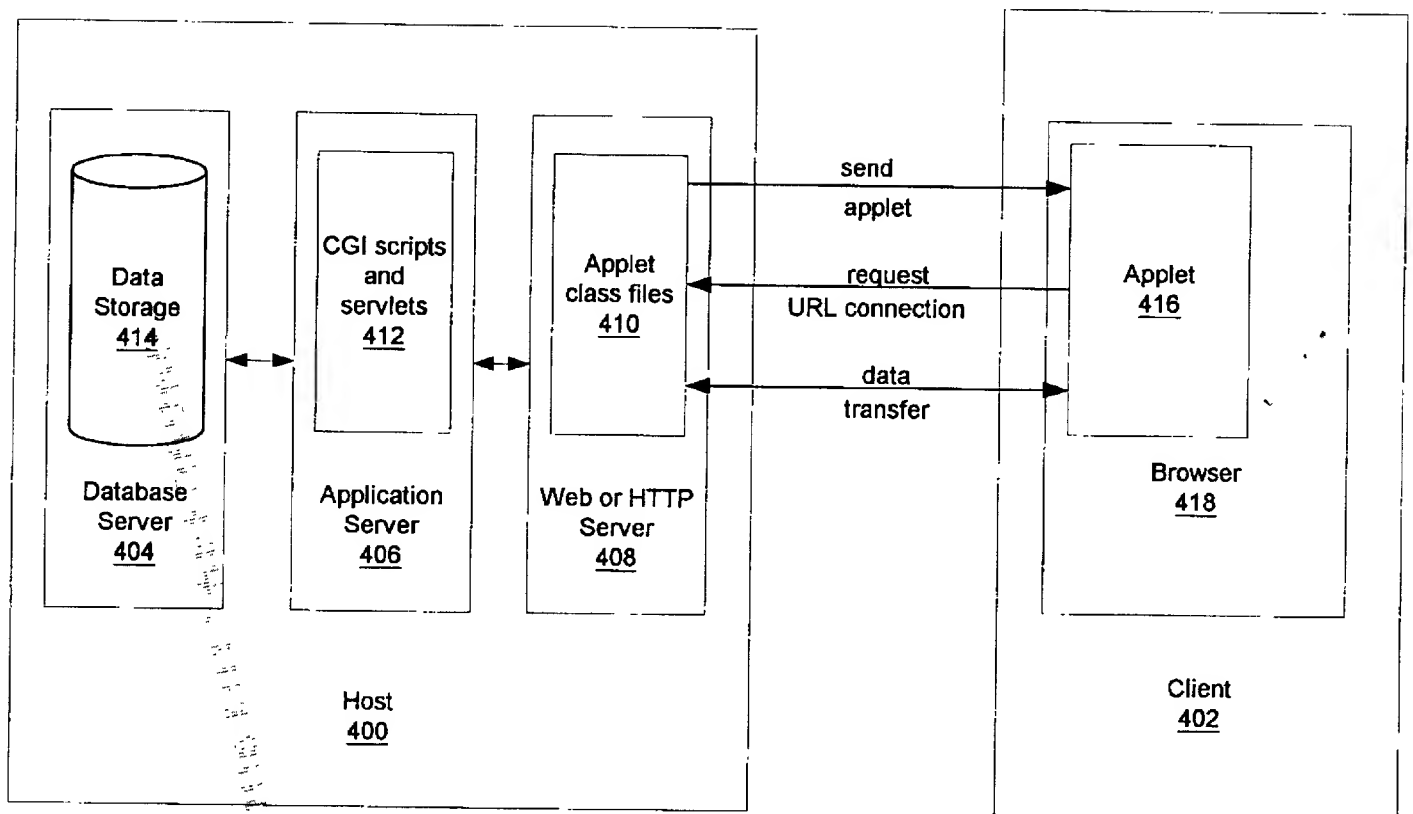 Data
Storage
414
Database
Server
404
CGI scripts
and
servlets
412
Application
Server
406
Applet
class files
410
Web or HTTP
Server
408
Host
400
send
applet
request
URL connection
data
transfer
Applet
416
Browser
418
Client
402